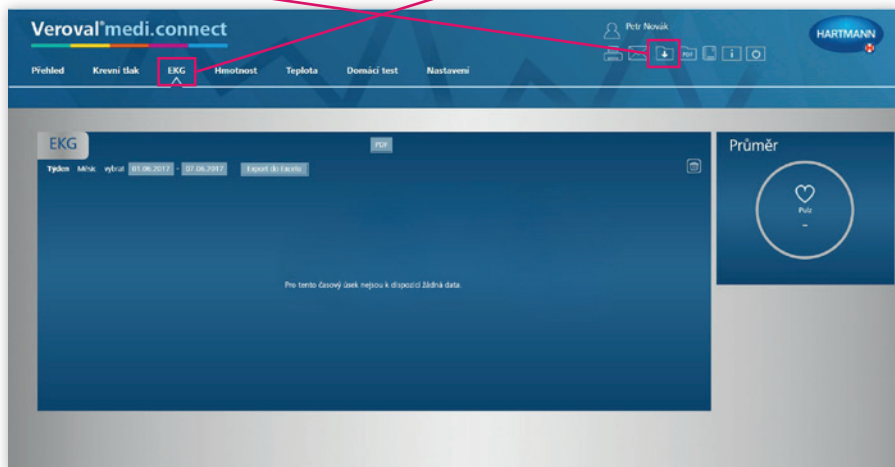 Veroval®medi.connect
Petr Novák
HARTMANN
PDF
Přehled Krevní tlak EKG Hmotnost Teplota Domácí test Nastavení
EKG
PDF
Průměr
Týden Měsíc vybrat 01.06.2017 - 07.06.2017 Export do Excelu
Pulz
-
Pro tento časový úsek nejsou k dispozici žádná data.